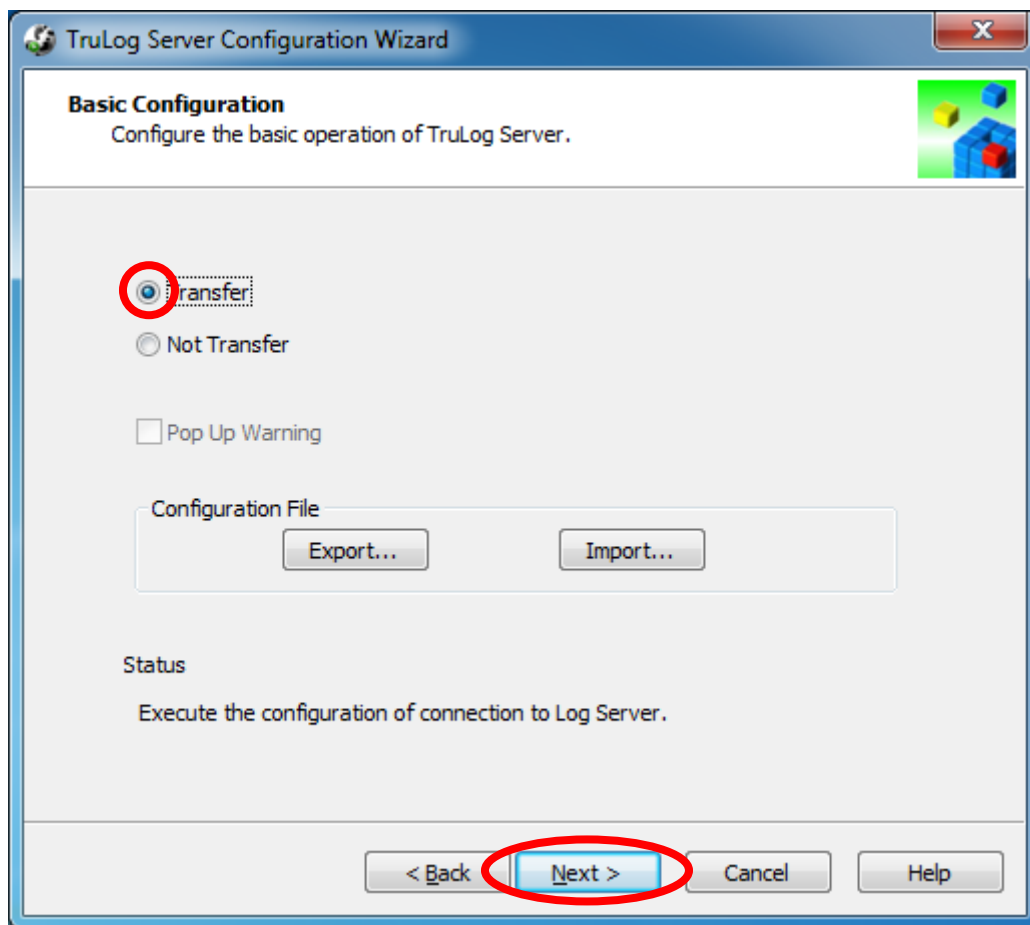 TruLog Server Configuration Wizard
x
Basic Configuration
Configure the basic operation of TruLog Server.
Transfer
Not Transfer
Pop Up Warning
Configuration File
Export... Import...
Status
Execute the configuration of connection to Log Server.
< Back Next > Cancel Help